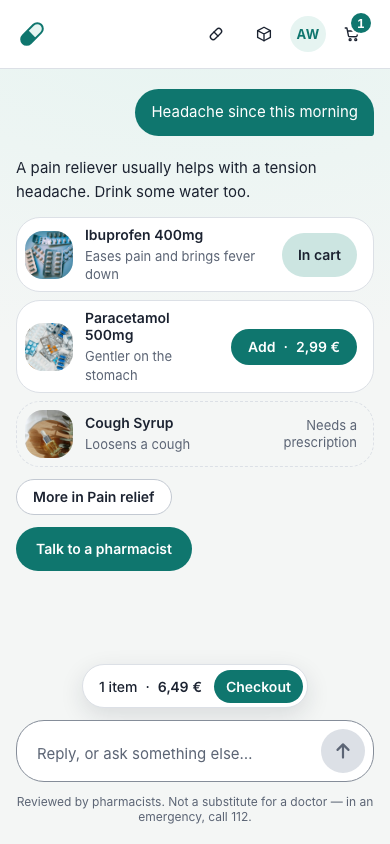 AW
1
Headache since this morning
A pain reliever usually helps with a tension
headache. Drink some water too.
Ibuprofen 400mg
Eases pain and brings fever
down
In cart
Paracetamol
500mg
Gentler on the
stomach
Add · 2,99 €
Cough Syrup
Loosens a cough
Needs a
prescription
More in Pain relief
Talk to a pharmacist
1 item · 6,49 €
Checkout
Reply, or ask something else...
Reviewed by pharmacists. Not a substitute for a doctor — in an
emergency, call 112.